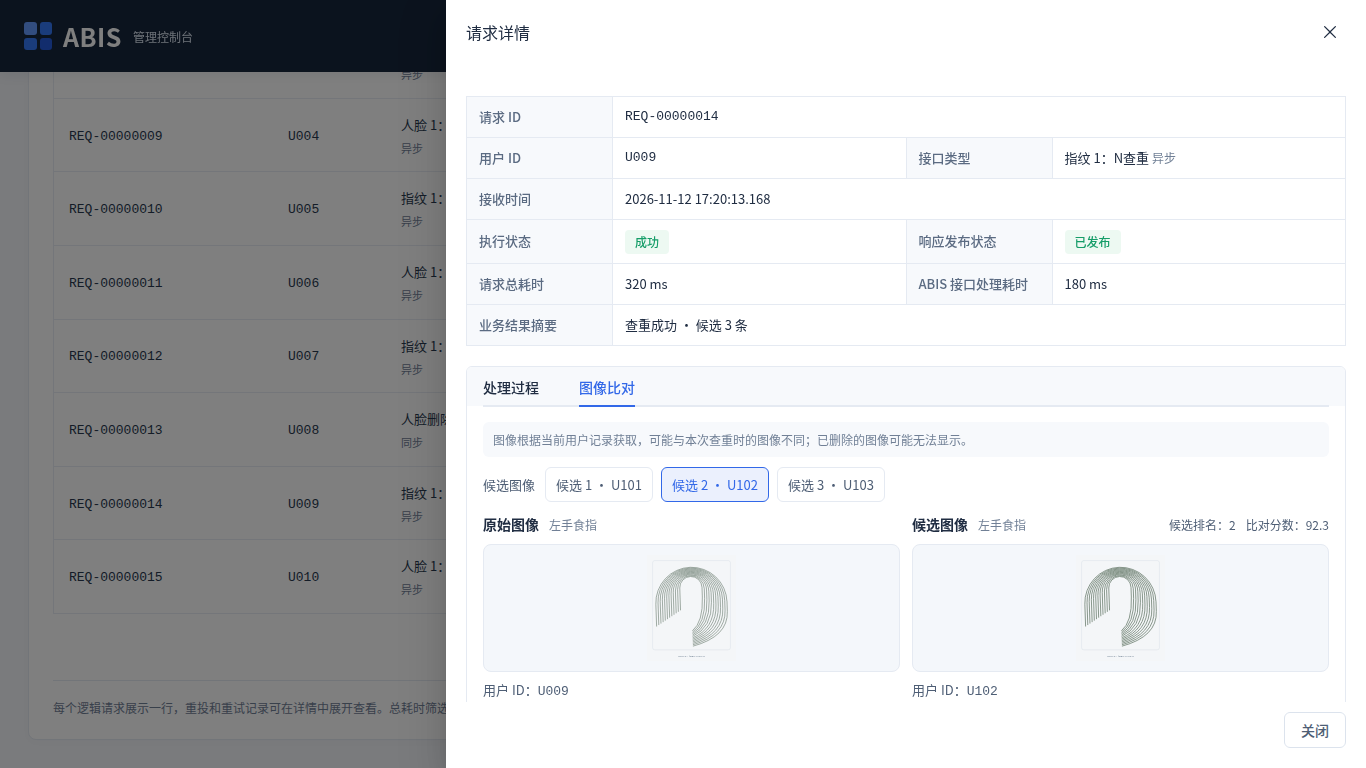 ABIS 管理控制台
异步
REQ-00000009 U004 人脸 1:
异步
REQ-00000010 U005 指纹 1:
异步
REQ-00000011 U006 人脸 1:
异步
REQ-00000012 U007 指纹 1:
异步
REQ-00000013 U008 人脸删
同步
REQ-00000014 U009 指纹 1:
异步
REQ-00000015 U010 人脸 1:
异步
每个逻辑请求展示一行，重投和重试记录可在详情中展开查看。总耗时筛选
请求详情
请求 ID REQ-00000014
用户 ID U009 接口类型 指纹 1：N查重 异步
接收时间 2026-11-12 17:20:13.168
执行状态 成功 响应发布状态 已发布
请求总耗时 320 ms ABIS 接口处理耗时 180 ms
业务结果摘要 查重成功 · 候选 3 条
处理过程 图像比对
图像根据当前用户记录获取，可能与本次查重时的图像不同；已删除的图像可能无法显示。
候选图像 候选 1 · U101 候选 2 · U102 候选 3 · U103
原始图像 左手食指 候选图像 左手食指 候选排名：2 比对分数：92.3
用户 ID：U009 用户 ID：U102
关闭